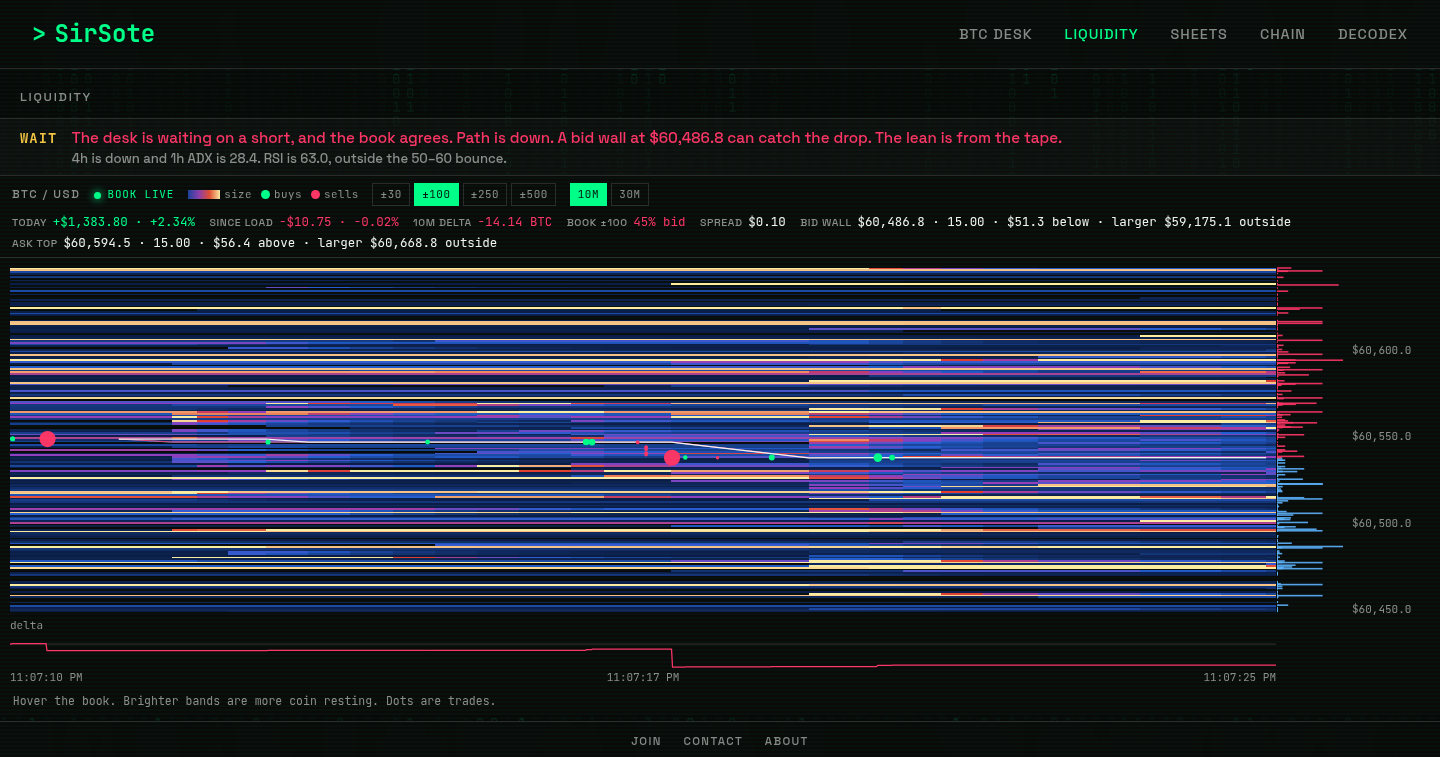 > SirSote
BTC DESK LIQUIDITY SHEETS CHAIN DECODEX
LIQUIDITY
WAIT The desk is waiting on a short, and the book agrees. Path is down. A bid wall at $60,486.8 can catch the drop. The lean is from the tape.
4h is down and 1h ADX is 28.4. RSI is 63.0, outside the 50–60 bounce.
BTC / USD BOOK LIVE size buys sells ±30 ±100 ±250 ±500 10M 30M
TODAY +$1,383.80 · +2.34% SINCE LOAD -$10.75 · -0.02% 10M DELTA -14.14 BTC BOOK ±100 45% bid SPREAD $0.10 BID WALL $60,486.8 · 15.00 · $51.3 below · larger $59,175.1 outside
ASK TOP $60,594.5 · 15.00 · $56.4 above · larger $60,668.8 outside
$60,600.0
$60,550.0
$60,500.0
$60,450.0
delta
11:07:10 PM 11:07:17 PM 11:07:25 PM
Hover the book. Brighter bands are more coin resting. Dots are trades.
JOIN CONTACT ABOUT